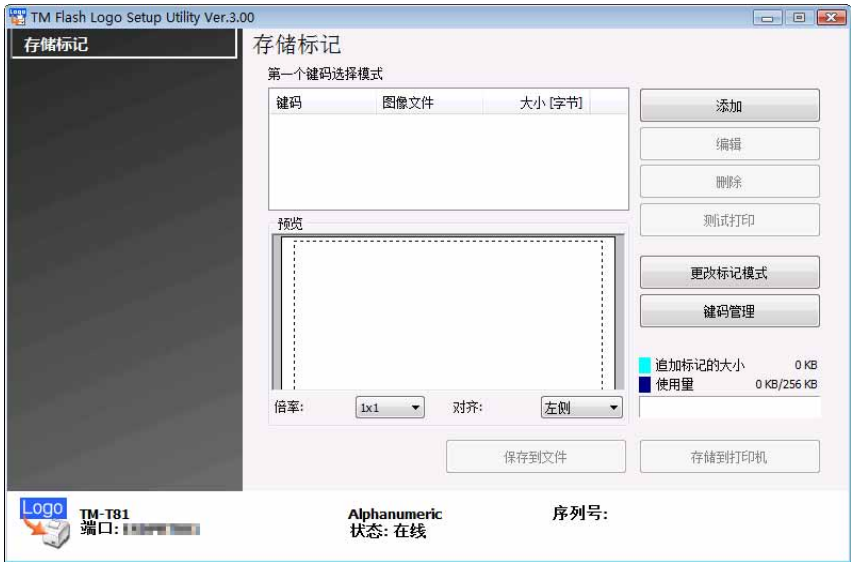 TM Flash Logo Setup Utility Ver.3.00
存储标记
存储标记
第一个键码选择模式
键码 图像文件 大小 [字节]
添加
编辑
删除
测试打印
预览
更改标记模式
键码管理
追加标记的大小 0 KB
使用量 0 KB/256 KB
倍率: 1x1 对齐: 左侧
保存到文件 存储到打印机
Logo
TM-T81 Alphanumeric 序列号:
端口: 状态: 在线